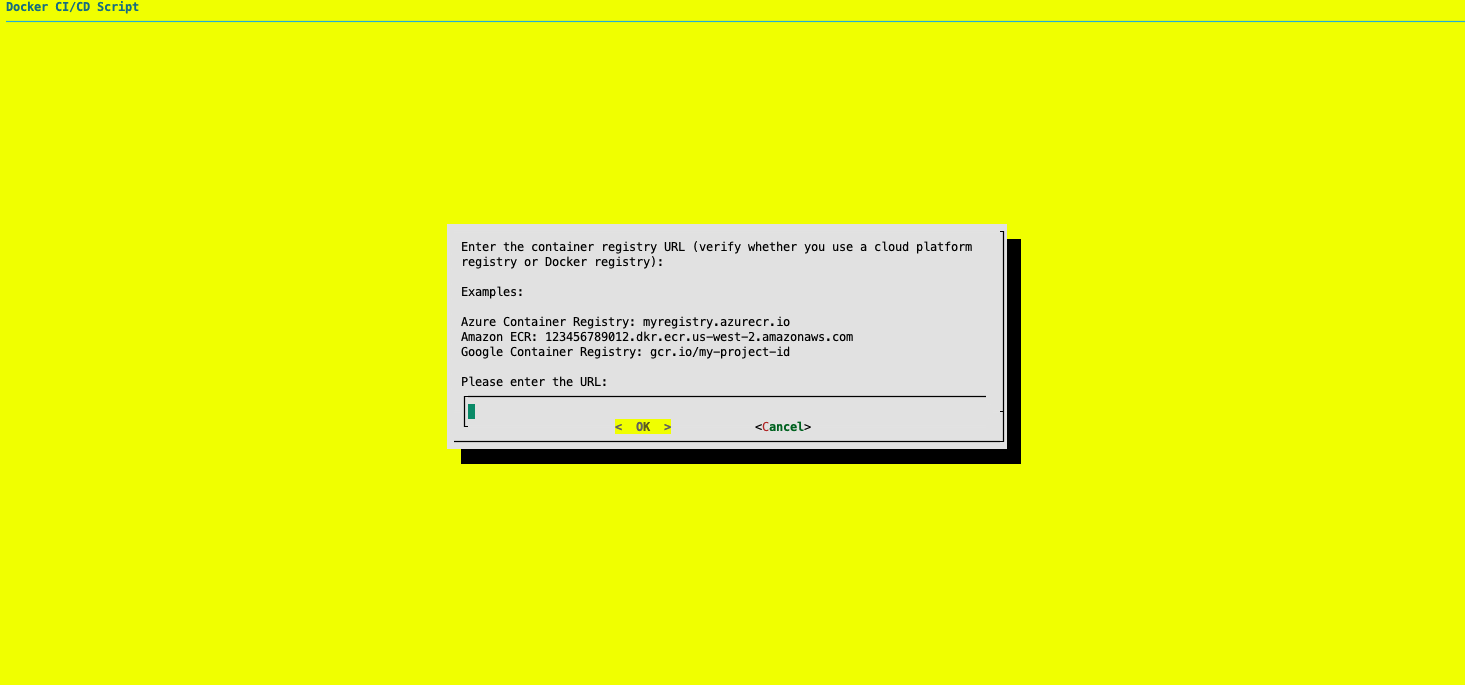 Docker CI/CD Script
Enter the container registry URL (verify whether you use a cloud platform
registry or Docker registry):
Examples:
Azure Container Registry: myregistry.azurecr.io
Amazon ECR: 123456789012.dkr.ecr.us-west-2.amazonaws.com
Google Container Registry: gcr.io/my-project-id
Please enter the URL:
<  OK  > <Cancel>